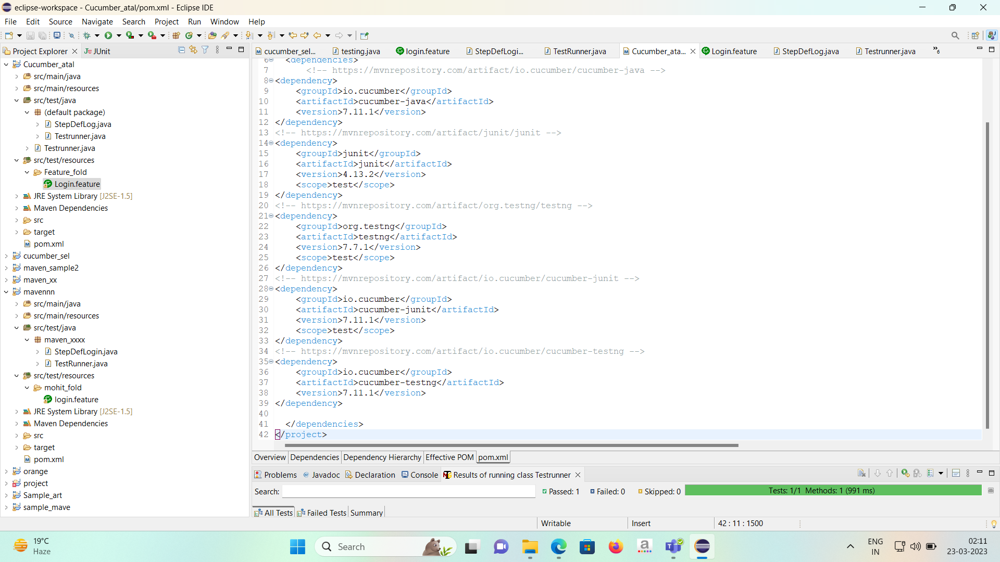 eclipse-workspace - Cucumber_atal/pom.xml - Eclipse IDE
File Edit Source Navigate Search Project Run Window Help
Project Explorer
JUnit
Cucumber_atal
src/main/java
src/main/resources
src/test/java
(default package)
StepDefLog.java
Testrunner.java
Testrunner.java
src/test/resources
Feature_fold
Login.feature
JRE System Library [J2SE-1.5]
Maven Dependencies
src
target
pom.xml
cucumber_sel
maven_sample2
maven_xx
mavennn
src/main/java
src/main/resources
src/test/java
maven_xxxx
StepDefLogin.java
TestRunner.java
src/test/resources
mohit_fold
login.feature
JRE System Library [J2SE-1.5]
Maven Dependencies
src
target
pom.xml
orange
project
Sample_art
sample_mave
cucumber_sel... testing.java login.feature StepDefLogi... TestRunner.java Cucumber_ata... Login.feature StepDefLog.java Testrunner.java »6
6 <dependencies>
7 <!-- https://mvnrepository.com/artifact/io.cucumber/cucumber-java -->
8 <dependency>
9 <groupId>io.cucumber</groupId>
10 <artifactId>cucumber-java</artifactId>
11 <version>7.11.1</version>
12 </dependency>
13 <!-- https://mvnrepository.com/artifact/junit/junit -->
14 <dependency>
15 <groupId>junit</groupId>
16 <artifactId>junit</artifactId>
17 <version>4.13.2</version>
18 <scope>test</scope>
19 </dependency>
20 <!-- https://mvnrepository.com/artifact/org.testng/testng -->
21 <dependency>
22 <groupId>org.testng</groupId>
23 <artifactId>testng</artifactId>
24 <version>7.7.1</version>
25 <scope>test</scope>
26 </dependency>
27 <!-- https://mvnrepository.com/artifact/io.cucumber/cucumber-junit -->
28 <dependency>
29 <groupId>io.cucumber</groupId>
30 <artifactId>cucumber-junit</artifactId>
31 <version>7.11.1</version>
32 <scope>test</scope>
33 </dependency>
34 <!-- https://mvnrepository.com/artifact/io.cucumber/cucumber-testng -->
35 <dependency>
36 <groupId>io.cucumber</groupId>
37 <artifactId>cucumber-testng</artifactId>
38 <version>7.11.1</version>
39 </dependency>
40
41 </dependencies>
42 </project>
Overview Dependencies Dependency Hierarchy Effective POM pom.xml
Problems @ Javadoc Declaration Console Results of running class Testrunner
Search: Passed: 1 Failed: 0 Skipped: 0 Tests: 1/1 Methods: 1 (991 ms)
All Tests Failed Tests Summary
Writable Insert 42 : 11 : 1500
19°C
Haze
Search
ENG
IN
02:11
23-03-2023